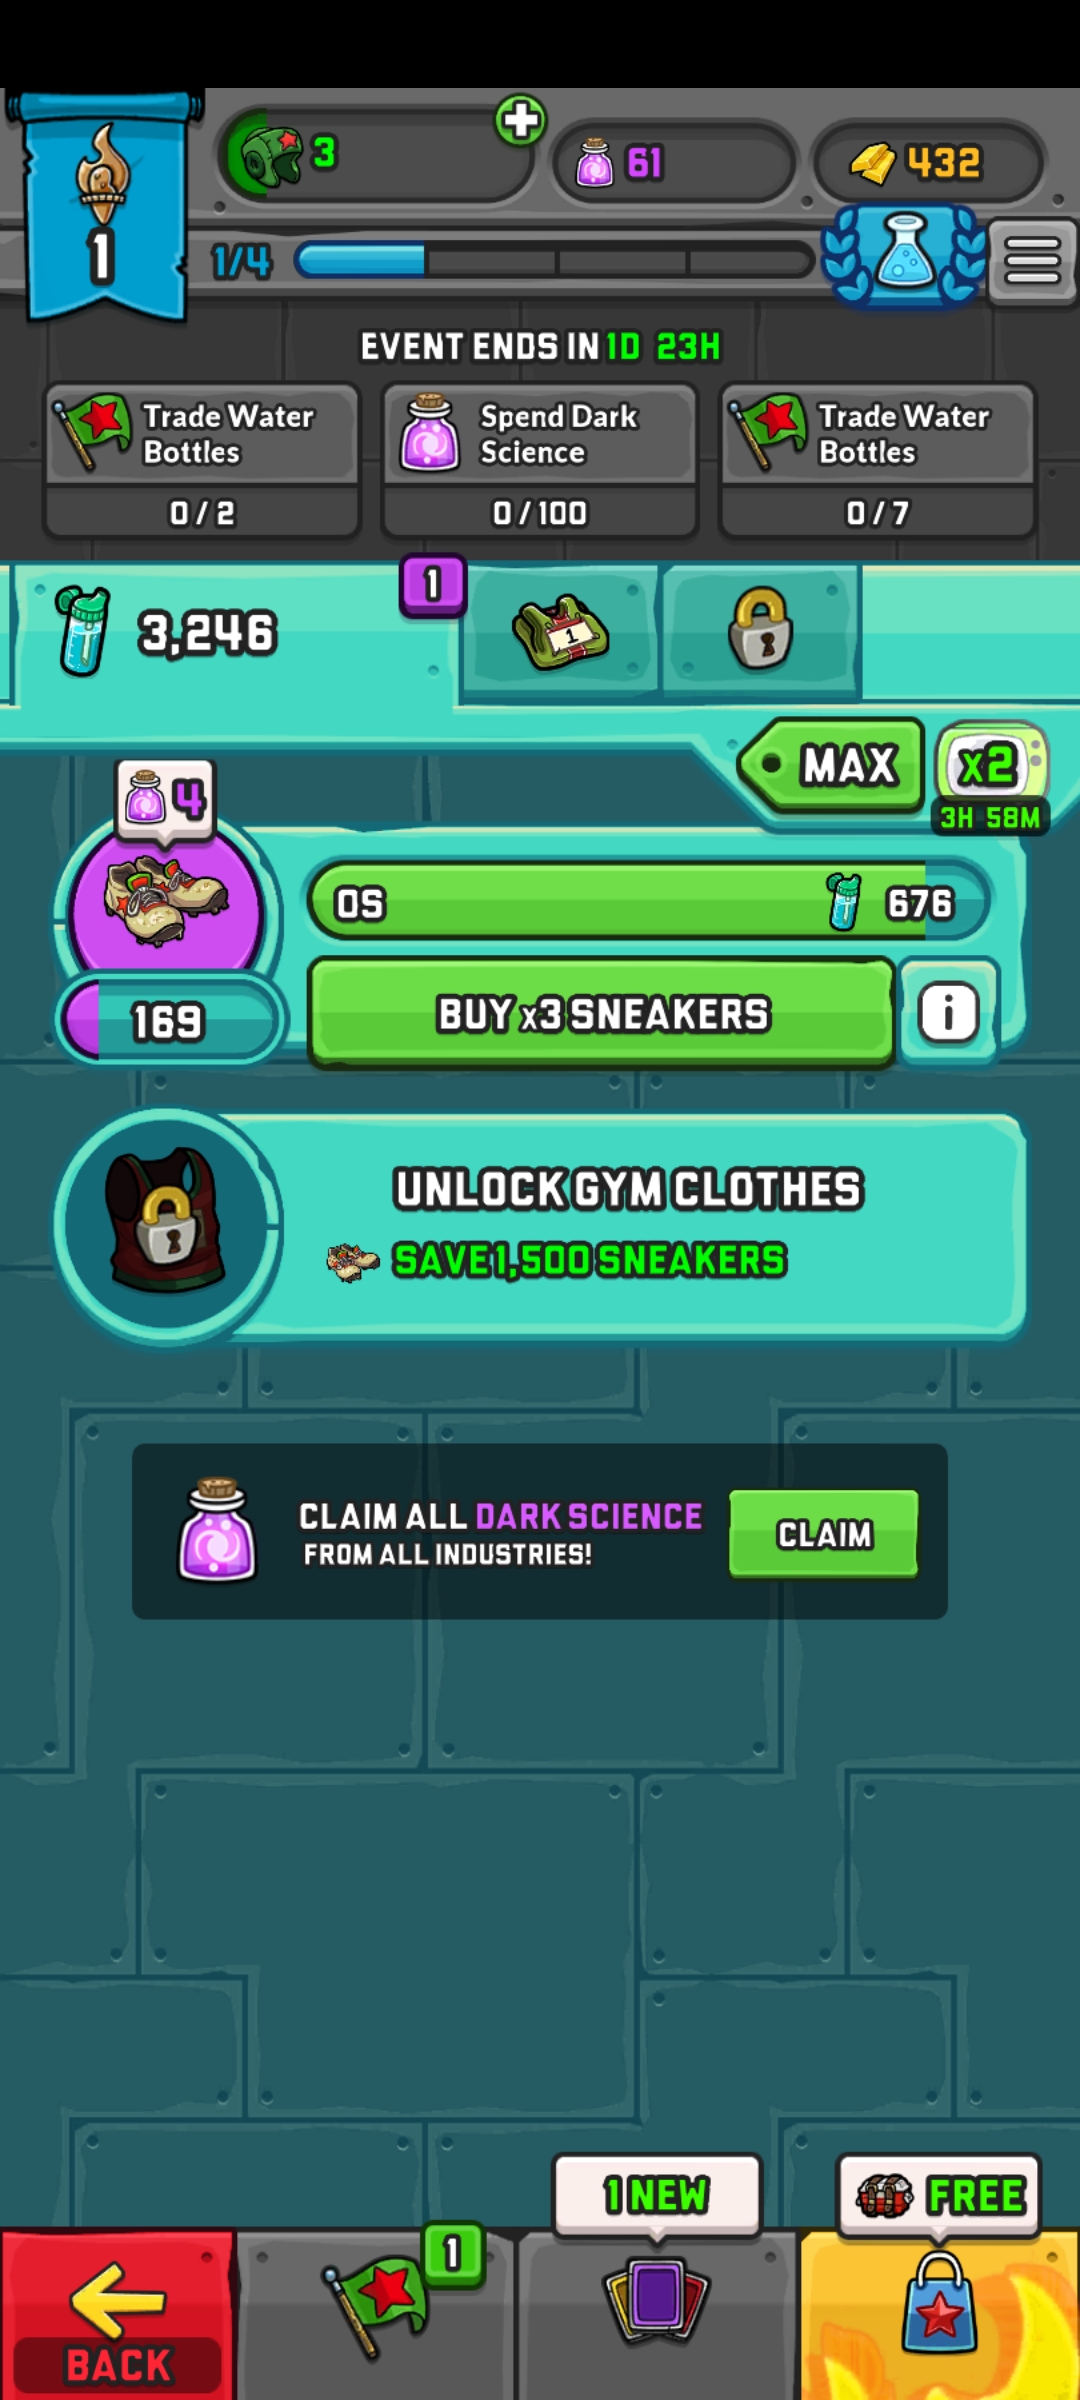 3
61
432
1
1/4
EVENT ENDS IN 1D 23H
Trade Water
Bottles
0/2
Spend Dark
Science
0/100
Trade Water
Bottles
0/7
3,246
1
1
MAX
x2
3H 58M
4
0S
676
169
BUY x3 SNEAKERS
i
UNLOCK GYM CLOTHES
SAVE 1,500 SNEAKERS
CLAIM ALL DARK SCIENCE
FROM ALL INDUSTRIES!
CLAIM
1 NEW
FREE
1
BACK